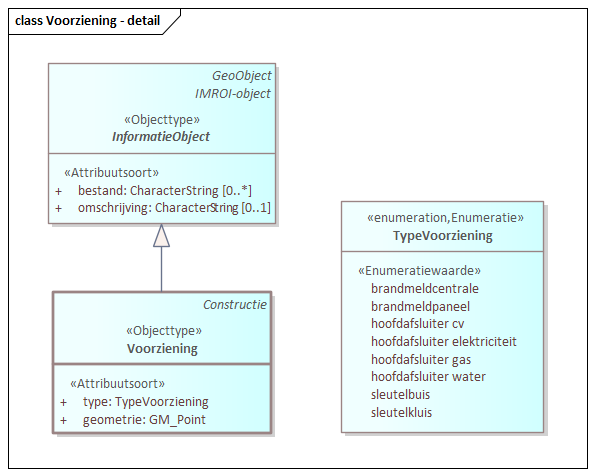 class Voorziening - detail
GeoObject
IMROI-object
«Objecttype»
InformatieObject
«Attribuutsoort»
+ bestand: CharacterString [0..*]
+ omschrijving: CharacterString [0..1]
Constructie
«Objecttype»
Voorziening
«Attribuutsoort»
+ type: TypeVoorziening
+ geometrie: GM_Point
«enumeration,Enumeratie»
TypeVoorziening
«Enumeratiewaarde»
brandmeldcentrale
brandmeldpaneel
hoofdafsluiter cv
hoofdafsluiter elektriciteit
hoofdafsluiter gas
hoofdafsluiter water
sleutelbuis
sleutelkluis